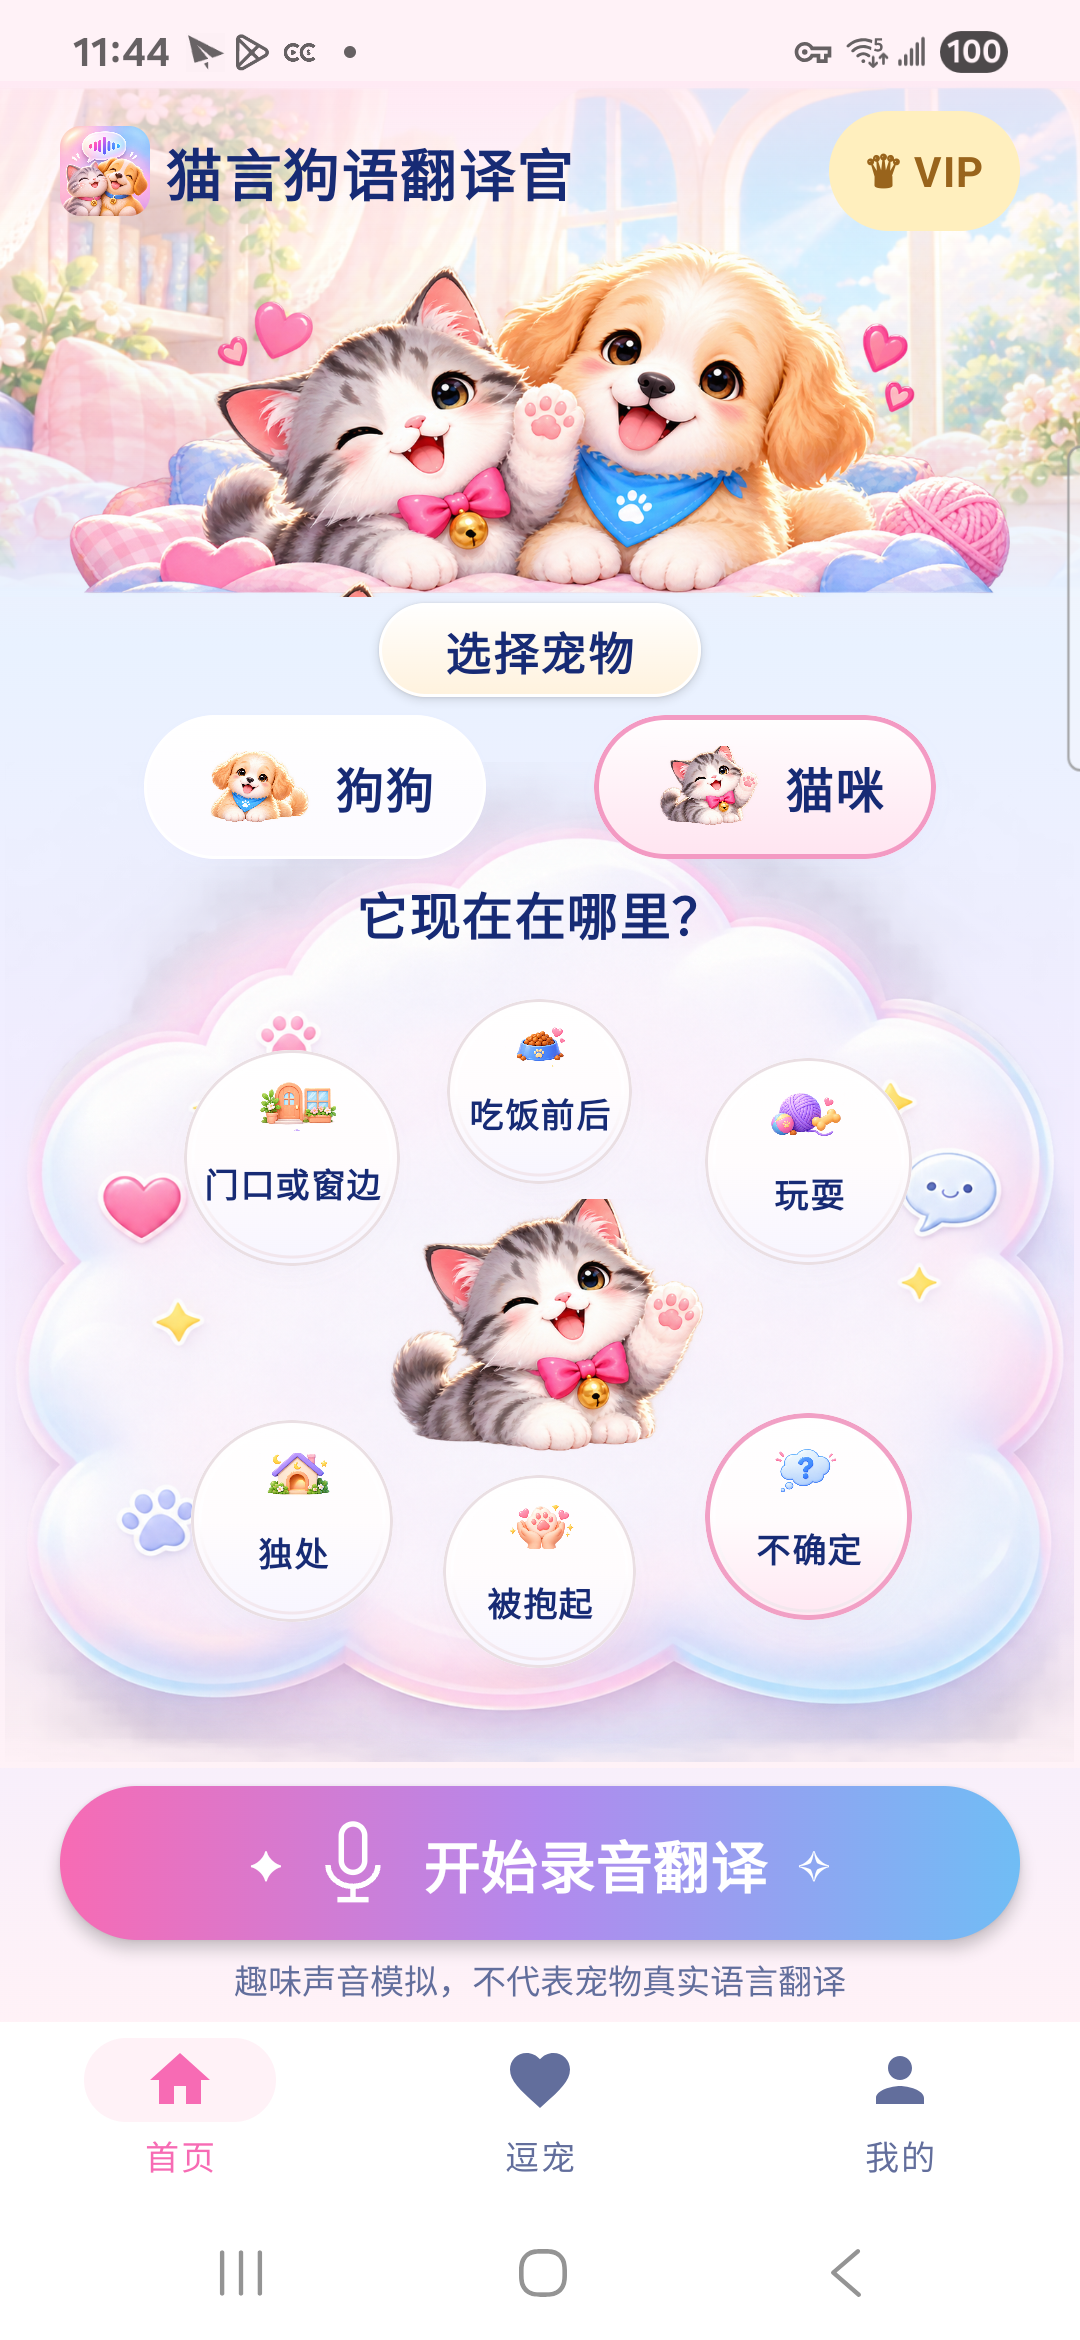 11:44
5
100
猫言狗语翻译官
VIP
选择宠物
狗狗
猫咪
它现在在哪里?
吃饭前后
门口或窗边
玩耍
独处
不确定
被抱起
开始录音翻译
趣味声音模拟，不代表宠物真实语言翻译
首页
逗宠
我的